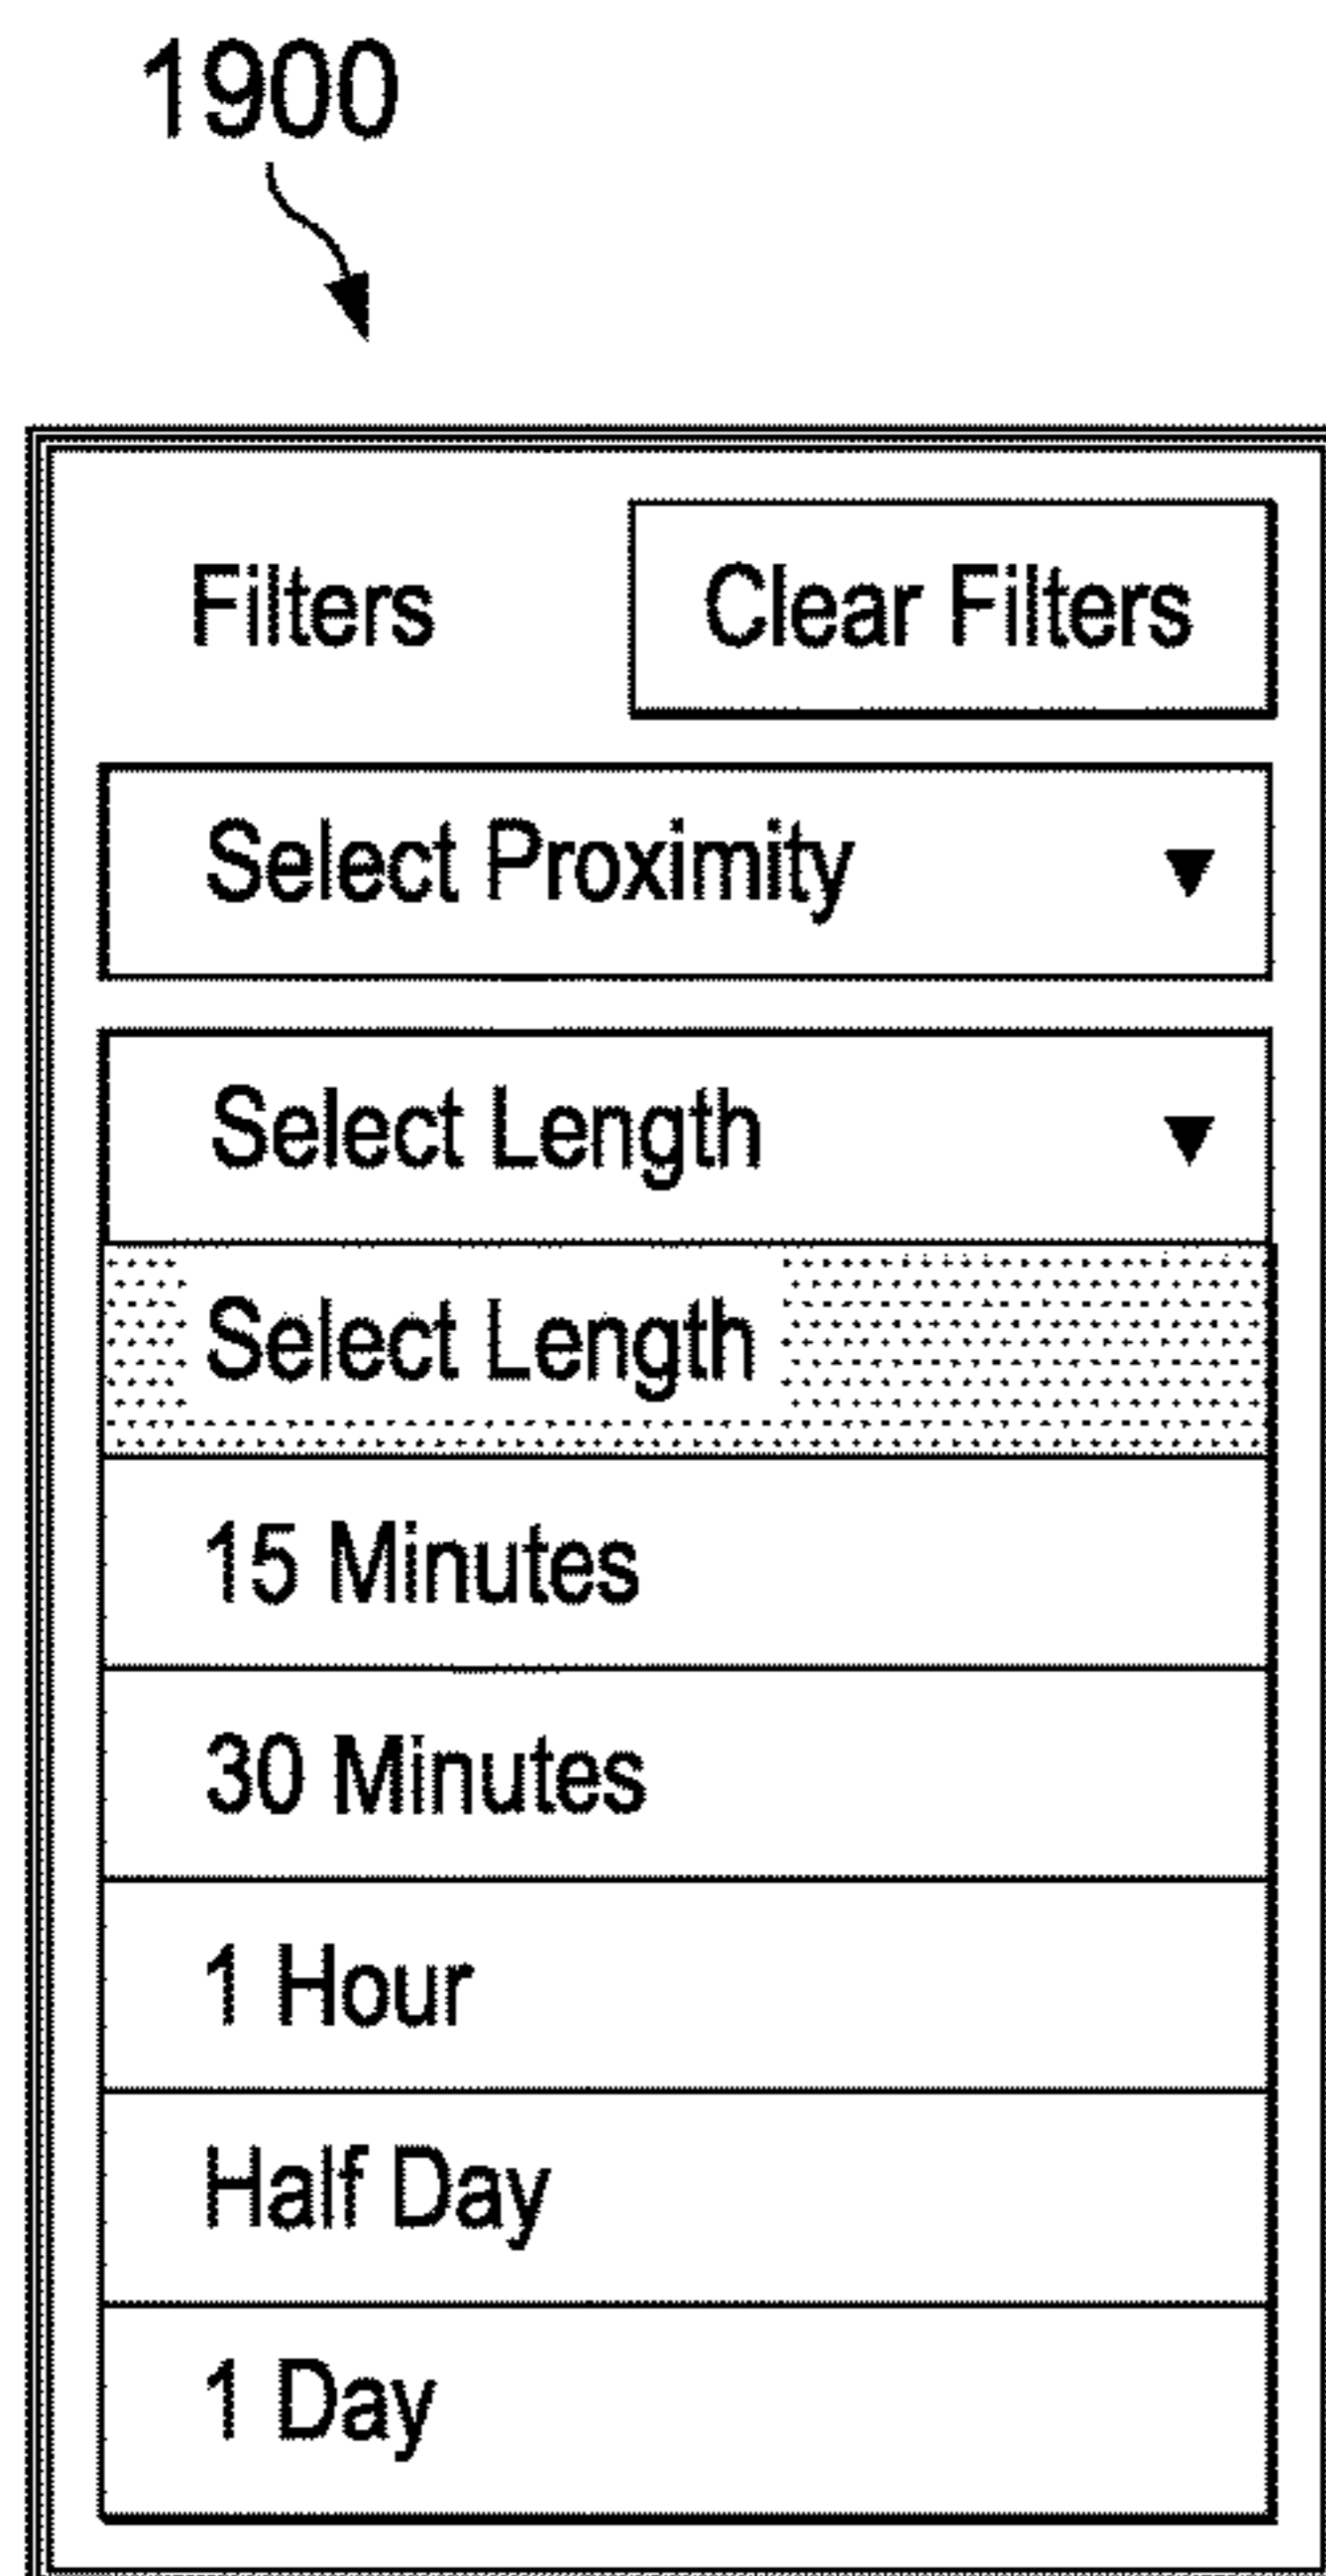 1900
Filters Clear Filters
Select Proximity
Select Length
Select Length
15 Minutes
30 Minutes
1 Hour
Half Day
1 Day